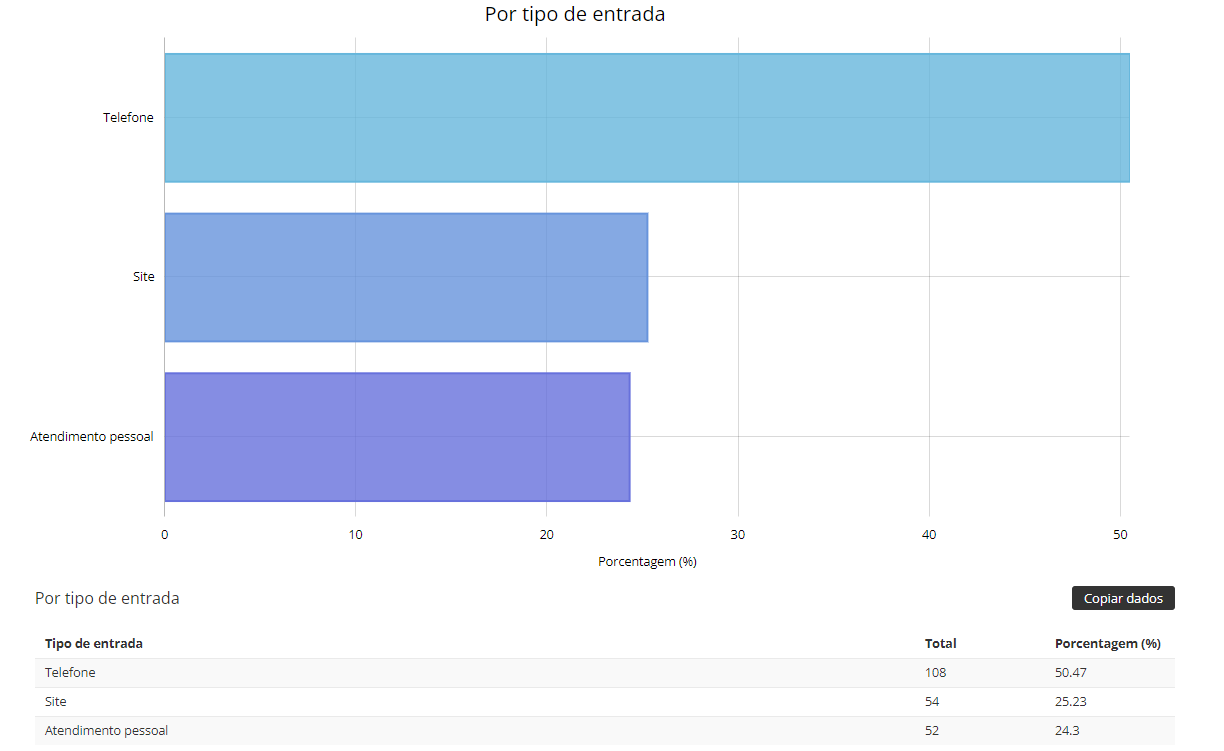 Por tipo de entrada
Telefone
Site
Atendimento pessoal
0 10 20 30 40 50
Porcentagem (%)
Por tipo de entrada Copiar dados
Tipo de entrada Total Porcentagem (%)
Telefone 108 50.47
Site 54 25.23
Atendimento pessoal 52 24.3